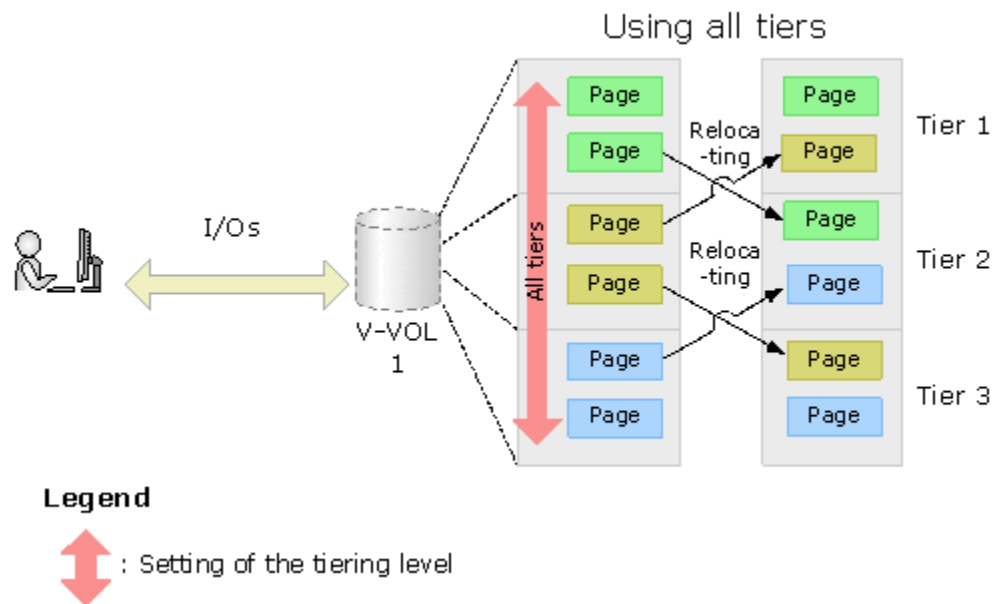 Using all tiers
I/Os
V-VOL
1
All tiers
Page
Page
Page
Page
Page
Page
Reloca
-ting
Reloca
-ting
Page
Page
Page
Page
Page
Page
Tier 1
Tier 2
Tier 3
Legend
: Setting of the tiering level